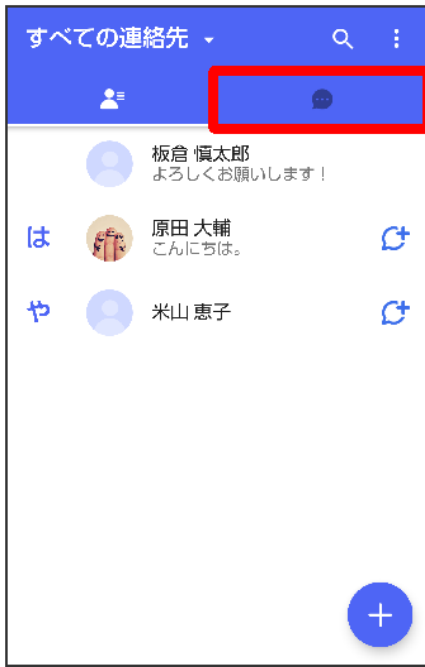 すべての連絡先
板倉 慎太郎
よろしくお願いします！
は
原田 大輔
こんにちは。
や
米山 恵子